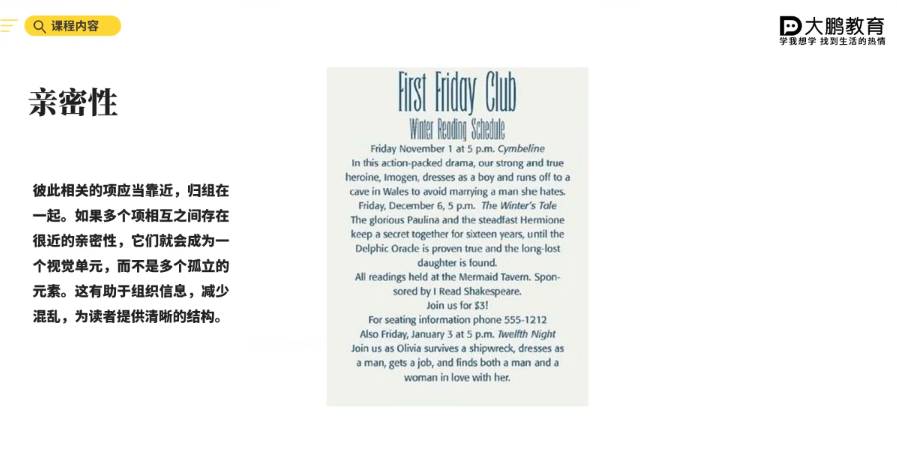 课程内容
大鹏教育
学我想学 找到生活的热情
亲密性
彼此相关的项应当靠近，归组在
一起。如果多个项相互之间存在
很近的亲密性，它们就会成为一
个视觉单元，而不是多个孤立的
元素。这有助于组织信息，减少
混乱，为读者提供清晰的结构。
First Friday Club
Winter Reading Schedule
Friday November 1 at 5 p.m. Cymbeline
In this action-packed drama, our strong and true
heroine, Imogen, dresses as a boy and runs off to a
cave in Wales to avoid marrying a man she hates.
Friday, December 6, 5 p.m. The Winter's Tale
The glorious Paulina and the steadfast Hermione
keep a secret together for sixteen years, until the
Delphic Oracle is proven true and the long-lost
daughter is found.
All readings held at the Mermaid Tavern. Spon-
sored by I Read Shakespeare.
Join us for $3!
For seating information phone 555-1212
Also Friday, January 3 at 5 p.m. Twelfth Night
Join us as Olivia survives a shipwreck, dresses as
a man, gets a job, and finds both a man and a
woman in love with her.